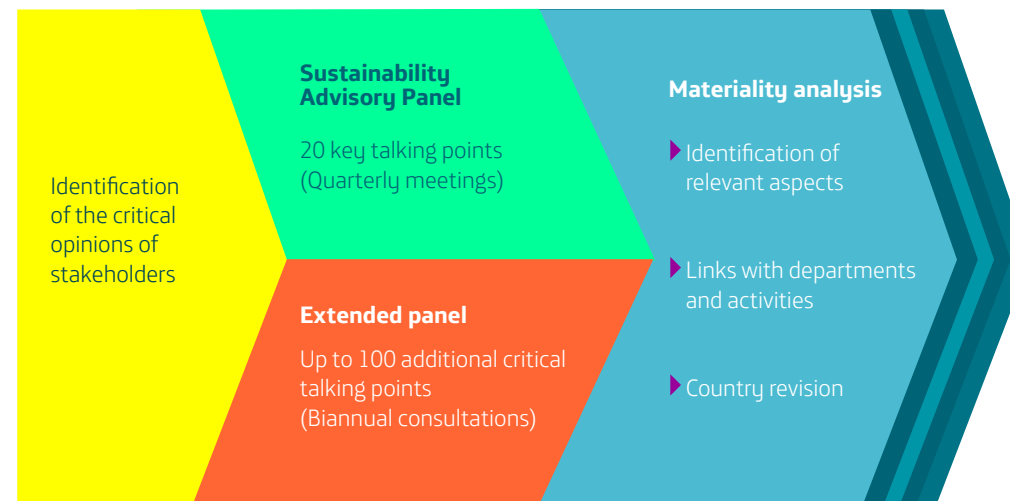 Identification
of the critical
opinions of
stakeholders
Sustainability
Advisory Panel
20 key talking points
(Quarterly meetings)
Extended panel
Up to 100 additional critical
talking points
(Biannual consultations)
Materiality analysis
Identification of
relevant aspects
Links with departments
and activities
Country revision